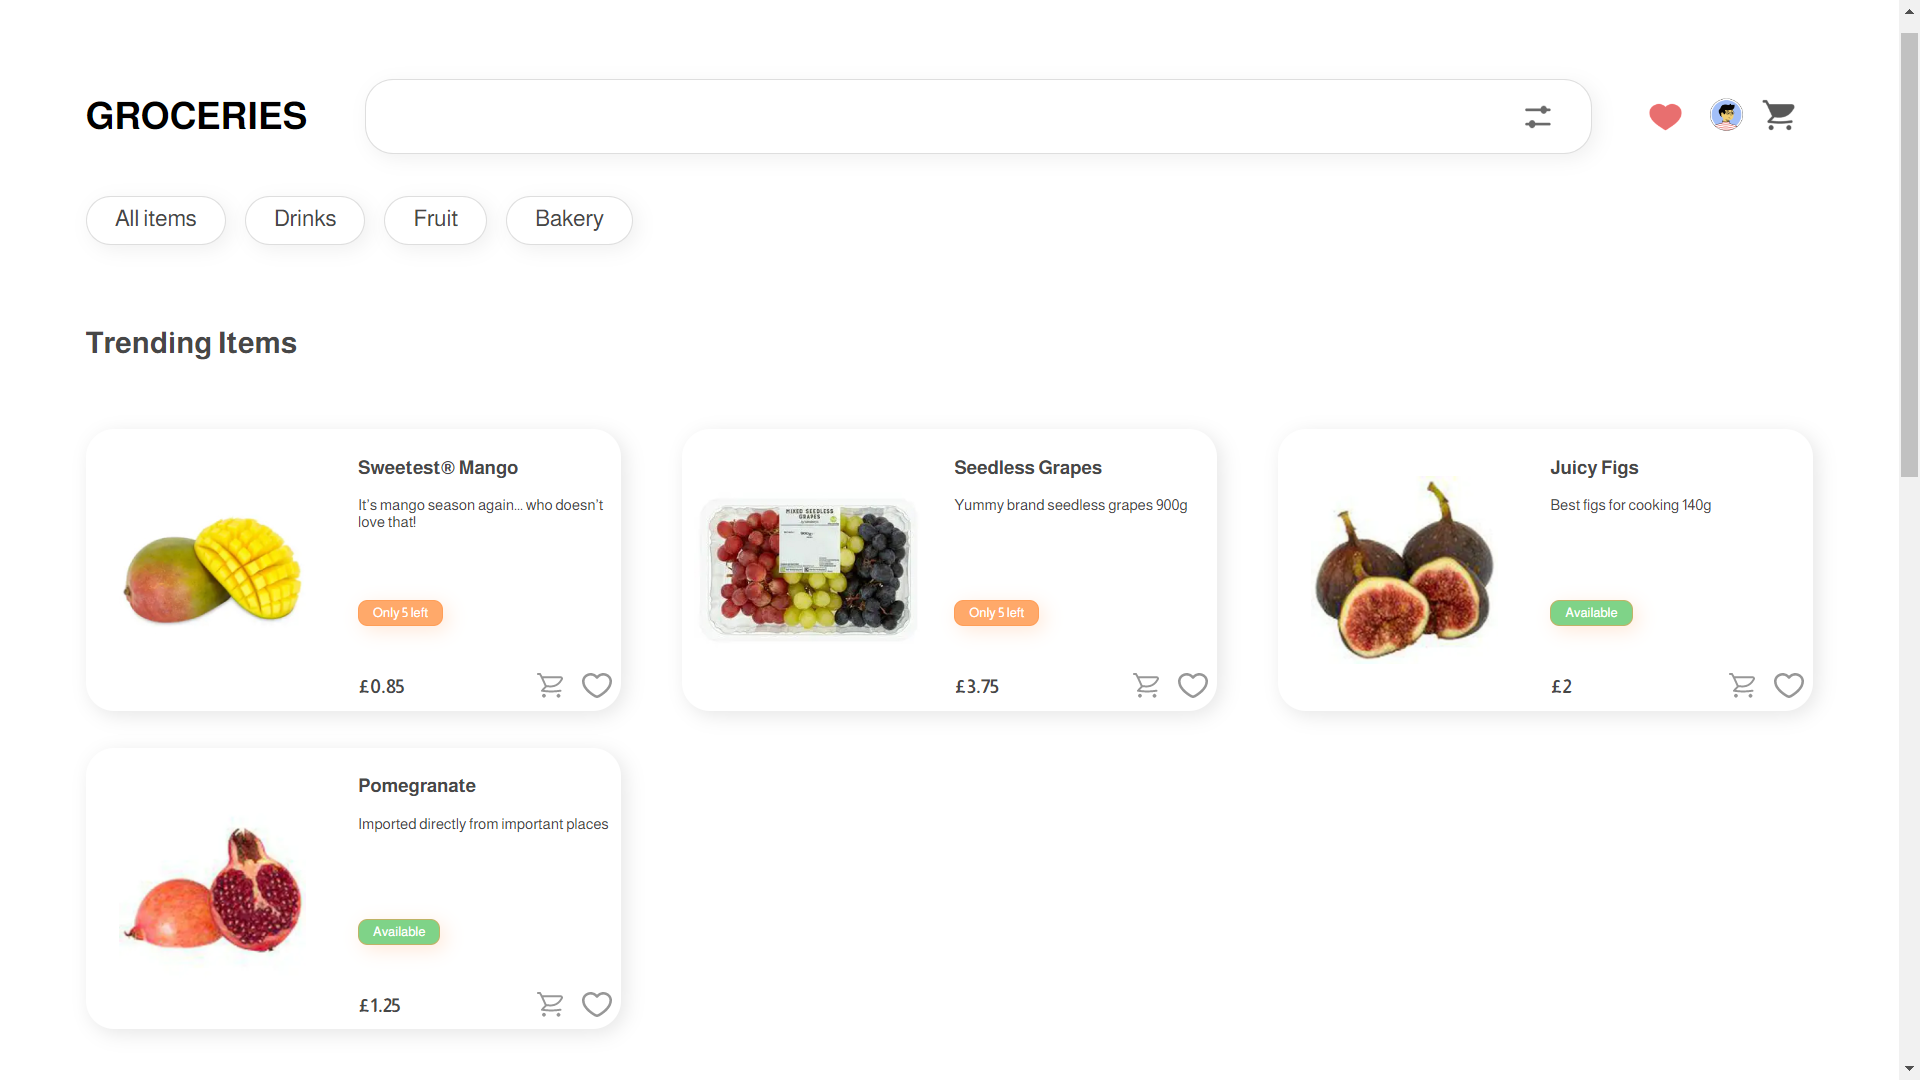 GROCERIES
All items
Drinks
Fruit
Bakery
Trending Items
Sweetest® Mango
It's mango season again... who doesn't
love that!
Only 5 left
£0.85
Seedless Grapes
Yummy brand seedless grapes 900g
MIXED SEEDLESS
GRAPES
900g
Only 5 left
£3.75
Juicy Figs
Best figs for cooking 140g
Available
£2
Pomegranate
Imported directly from important places
Available
£1.25